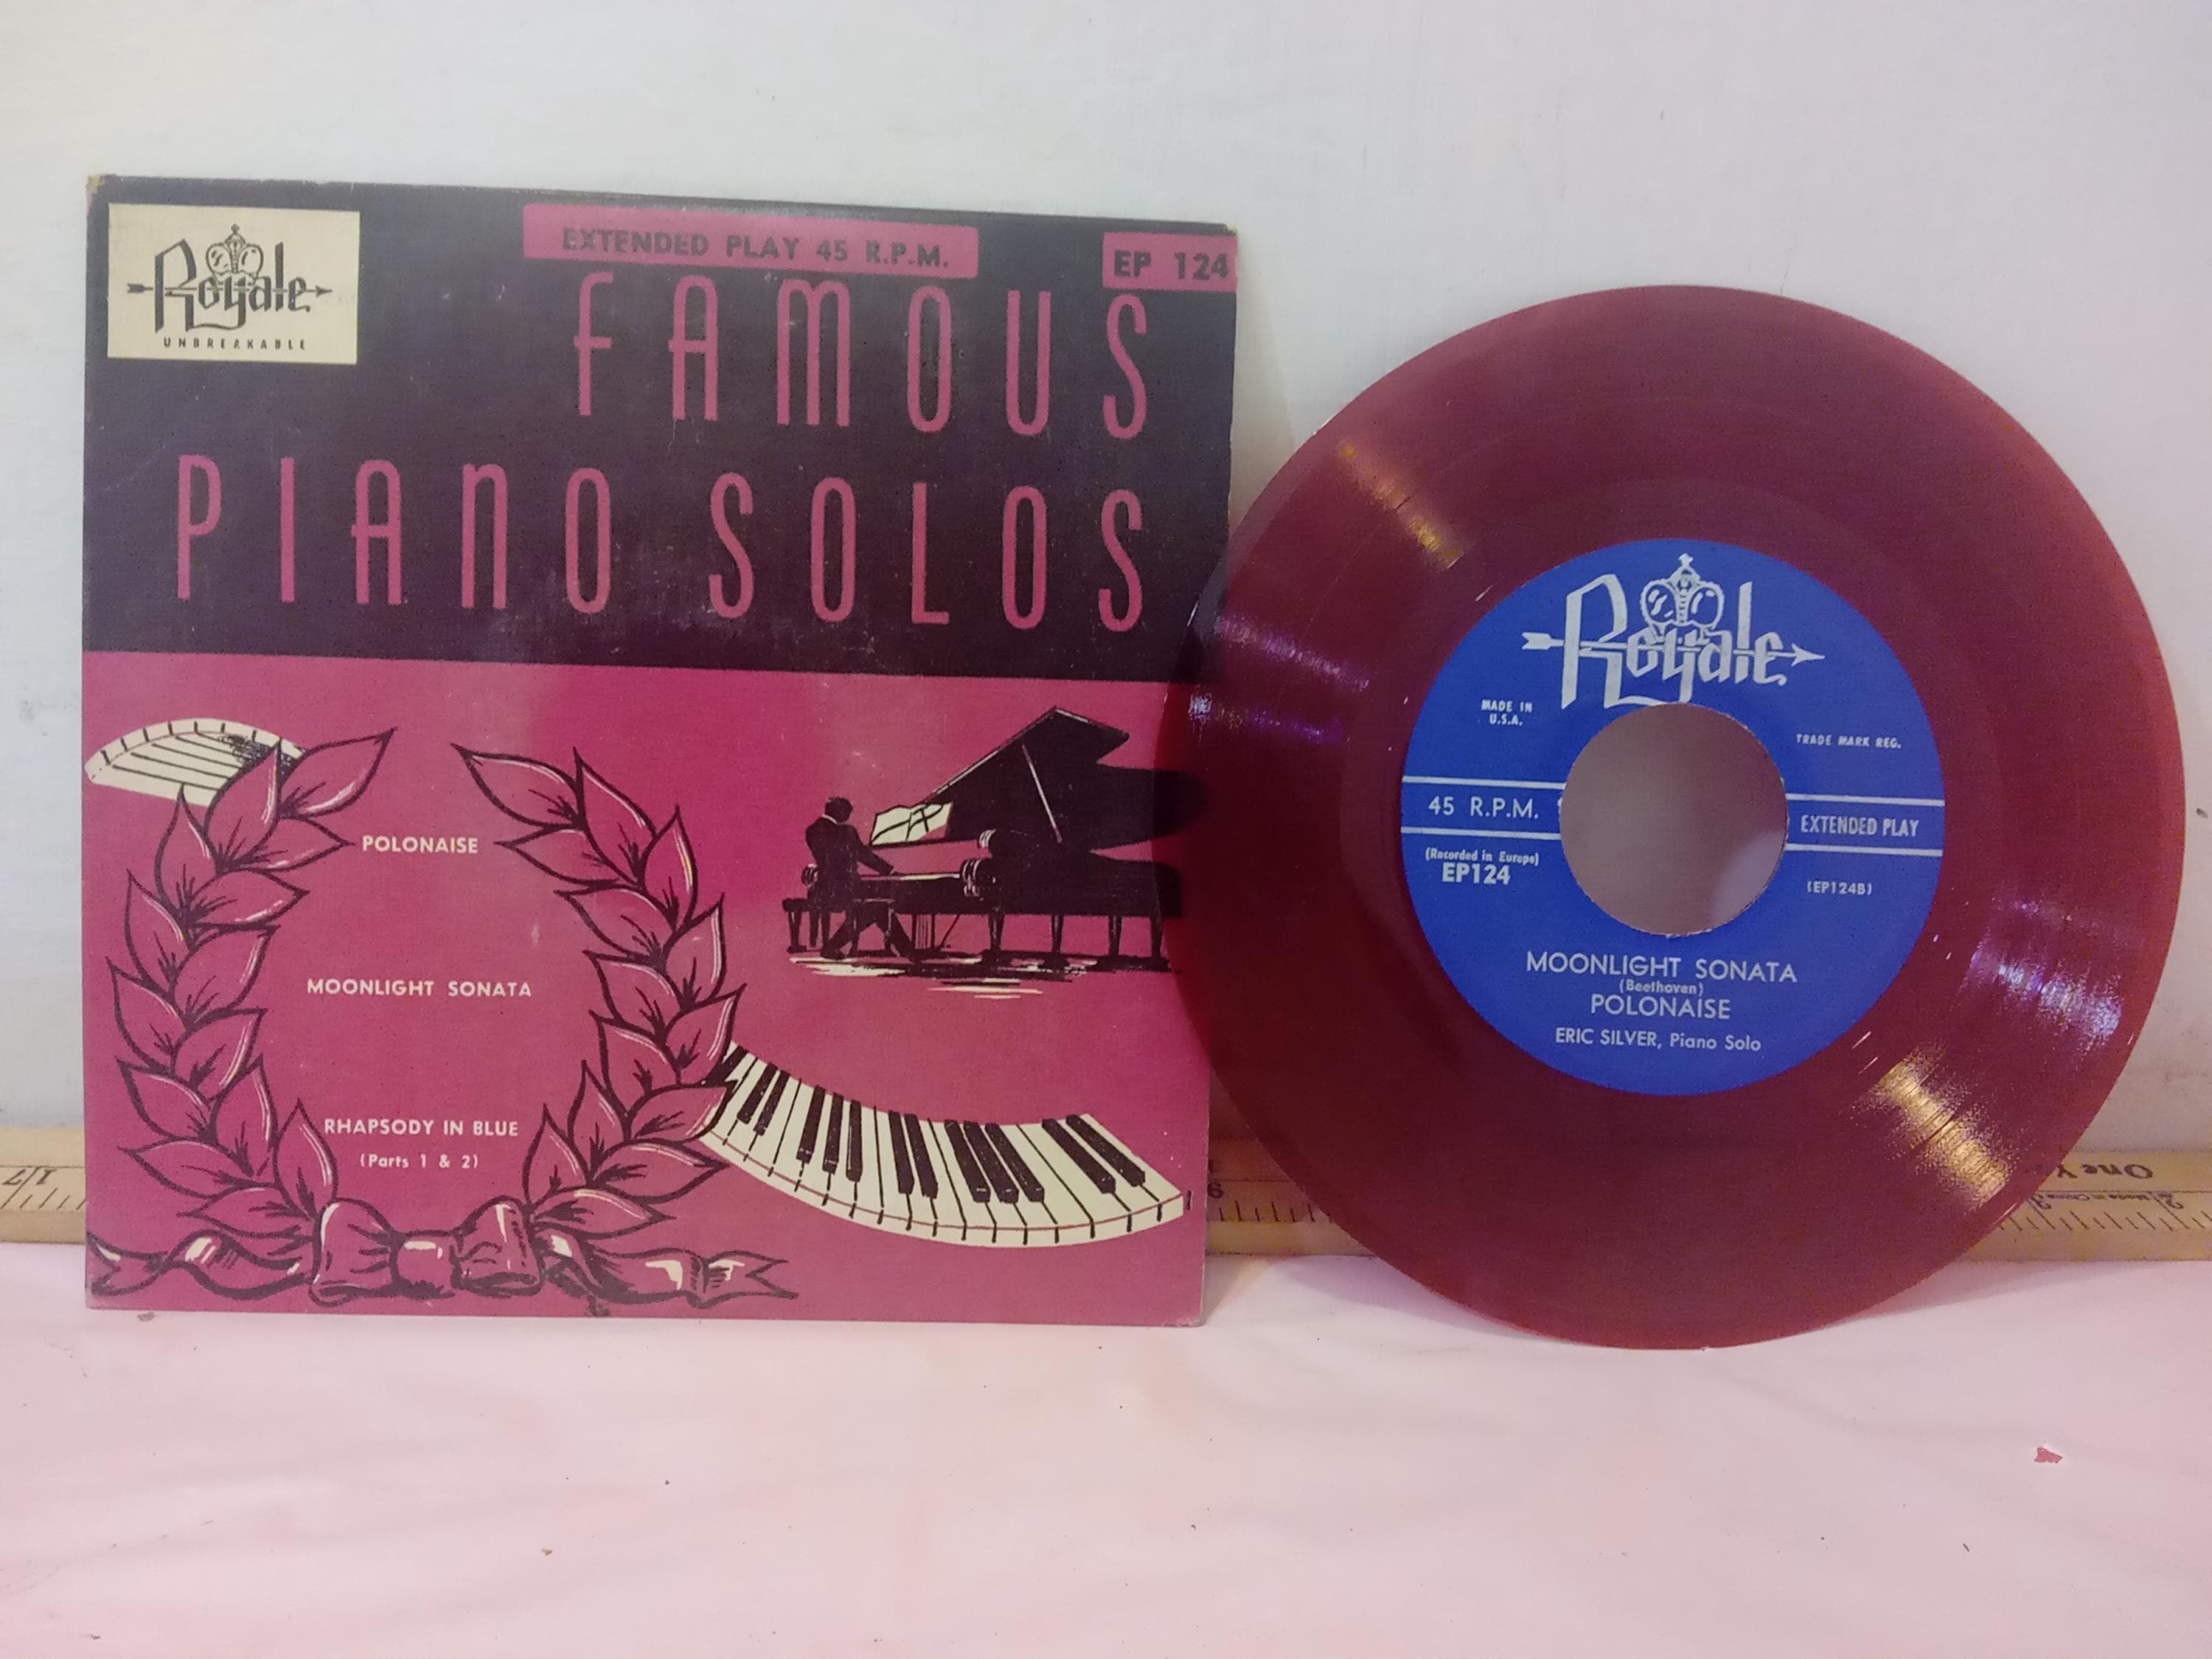 Royale
UNBREAKABLE
EXTENDED PLAY 45 R.P.M.
EP 124
FAMOUS
PIANO SOLOS
POLONAISE
MOONLIGHT SONATA
RHAPSODY IN BLUE
(Parts 1 & 2)
Royale
MADE IN
U.S.A.
TRADE MARK REG.
45 R.P.M.
EXTENDED PLAY
(Recorded in Europe)
EP124
(EP124B)
MOONLIGHT SONATA
(Beethoven)
POLONAISE
ERIC SILVER, Piano Solo